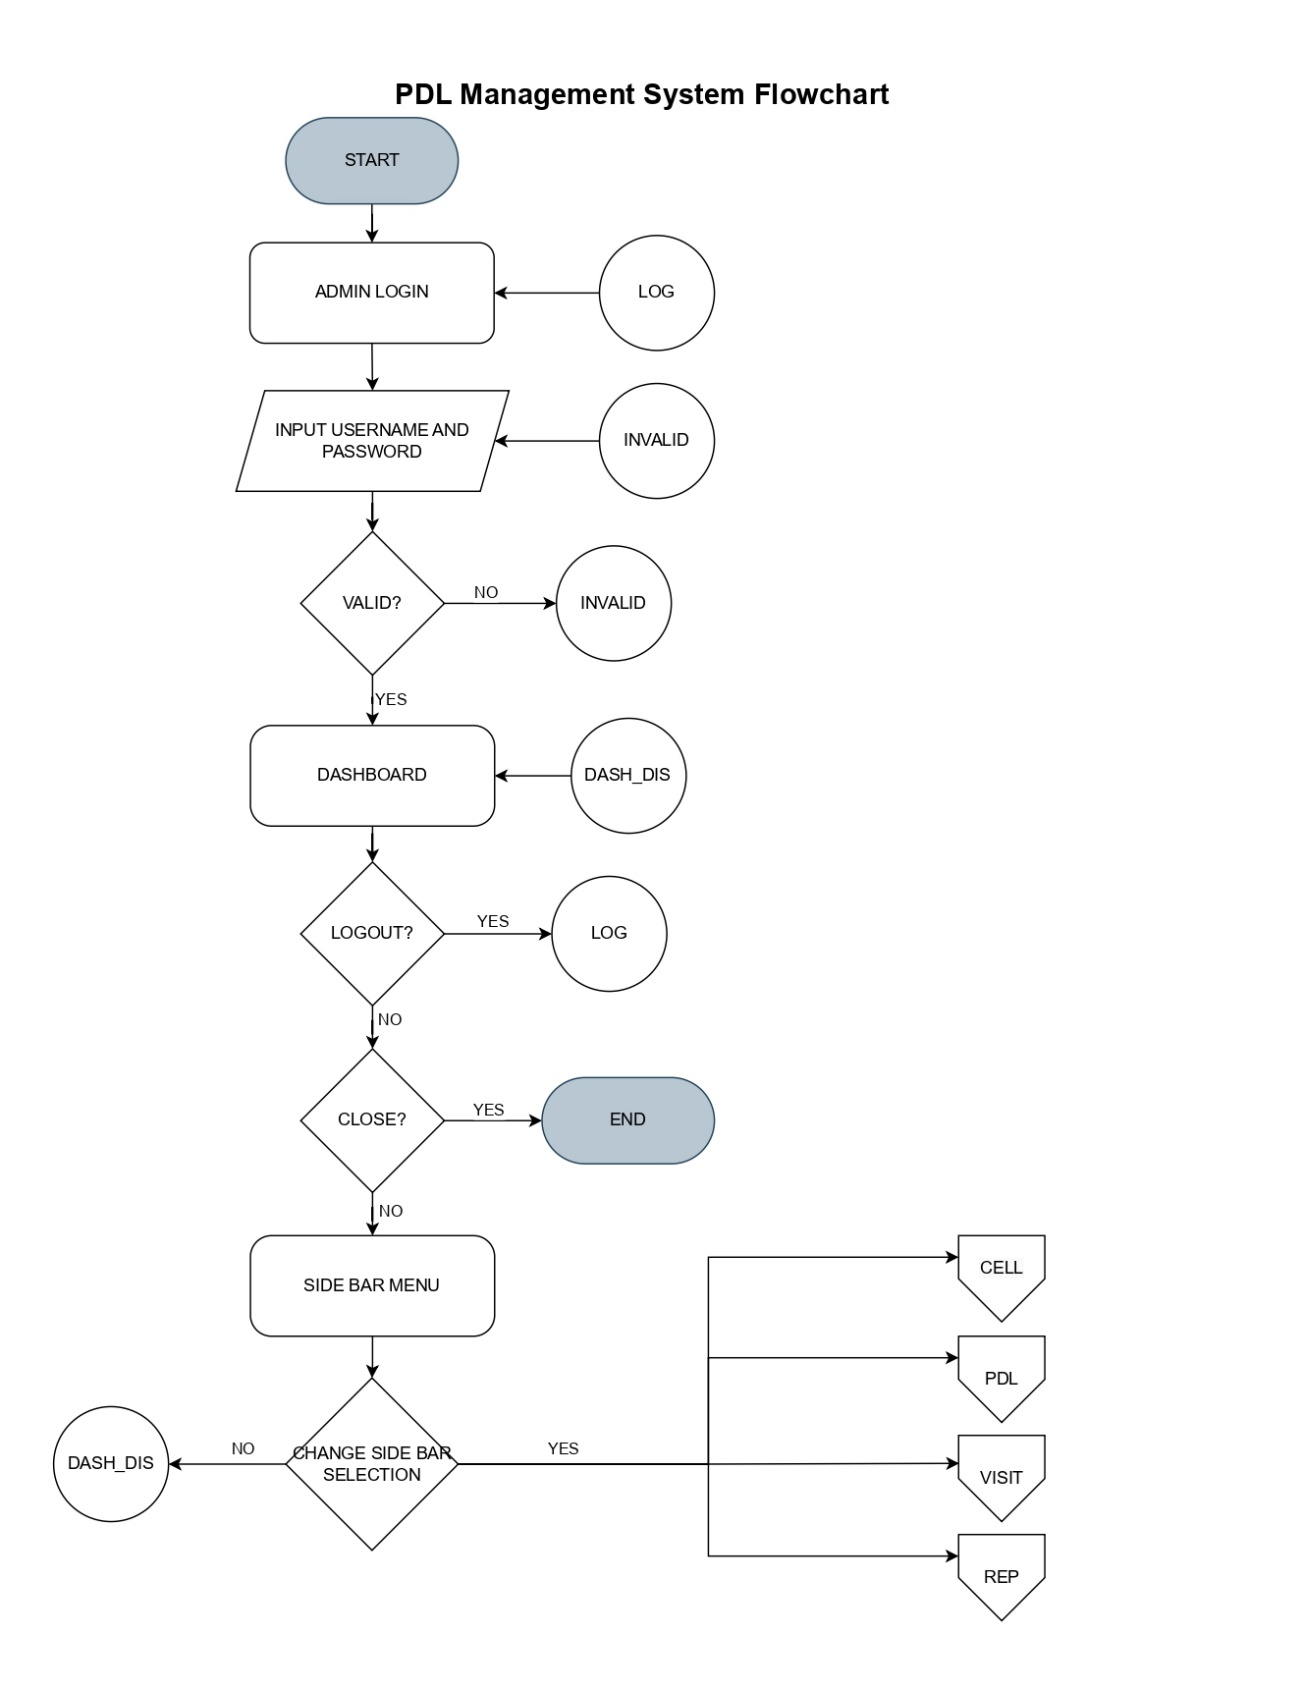 PDL Management System Flowchart
START
ADMIN LOGIN
LOG
INPUT USERNAME AND
PASSWORD
INVALID
VALID?
NO
INVALID
YES
DASHBOARD
DASH_DIS
LOGOUT?
YES
LOG
NO
CLOSE?
YES
END
NO
SIDE BAR MENU
CELL
PDL
DASH_DIS
NO
CHANGE SIDE BAR
SELECTION
YES
VISIT
REP